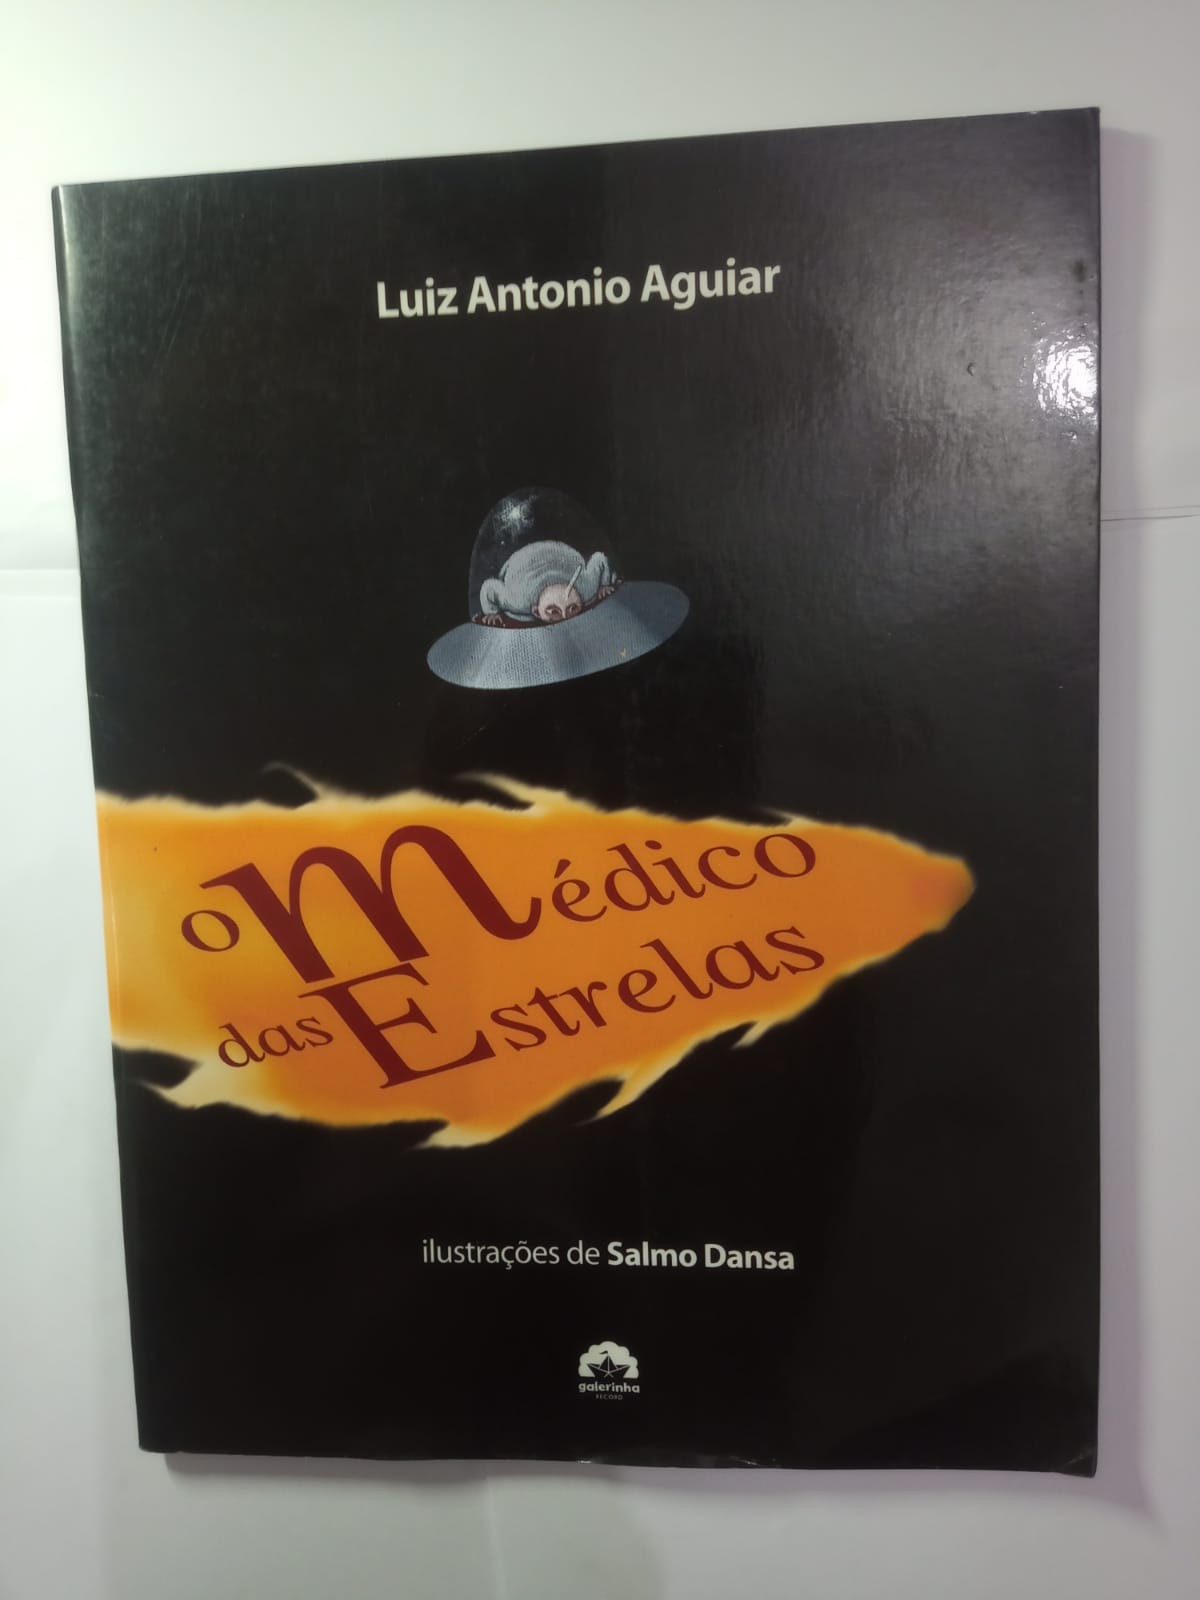 Luiz Antonio Aguiar
o Médico
das Estrelas
ilustrações de Salmo Dansa
galerinha
RECORD